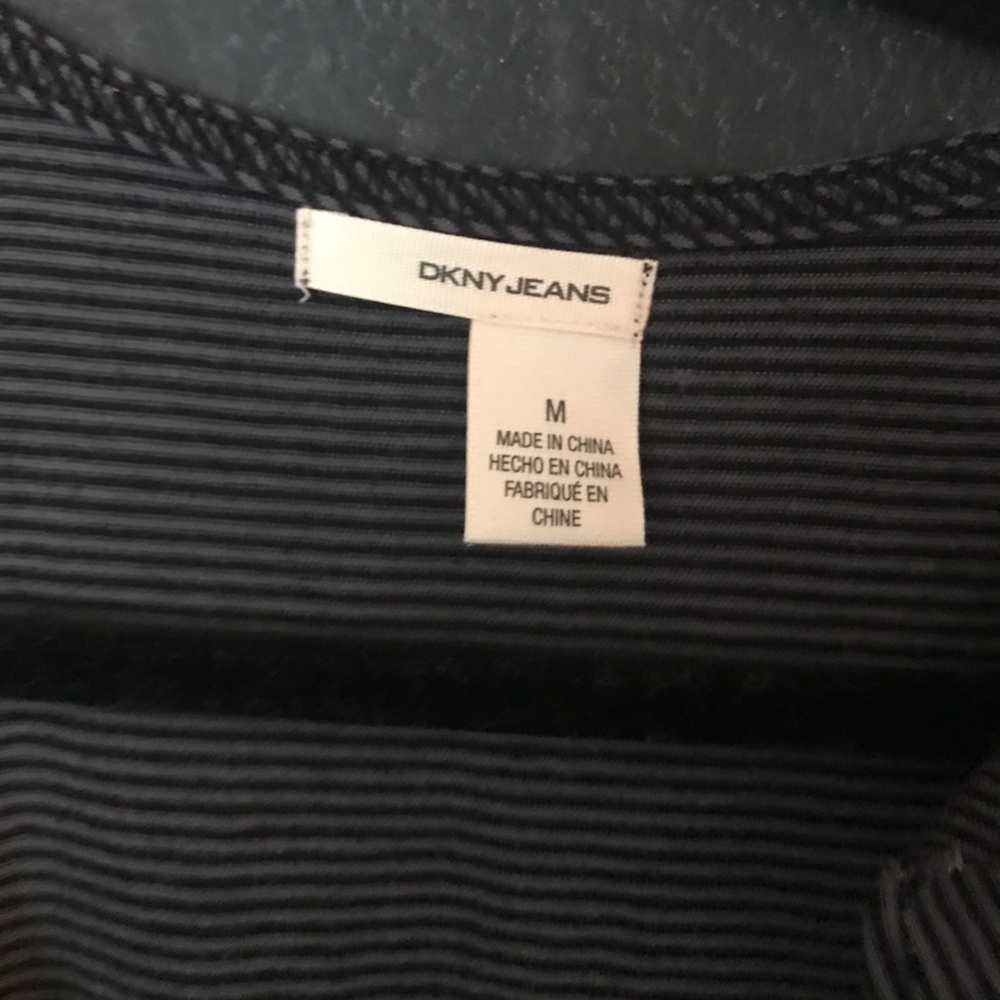 DKNY JEANS
M
MADE IN CHINA
HECHO EN CHINA
FABRIQUÉ EN
CHINE